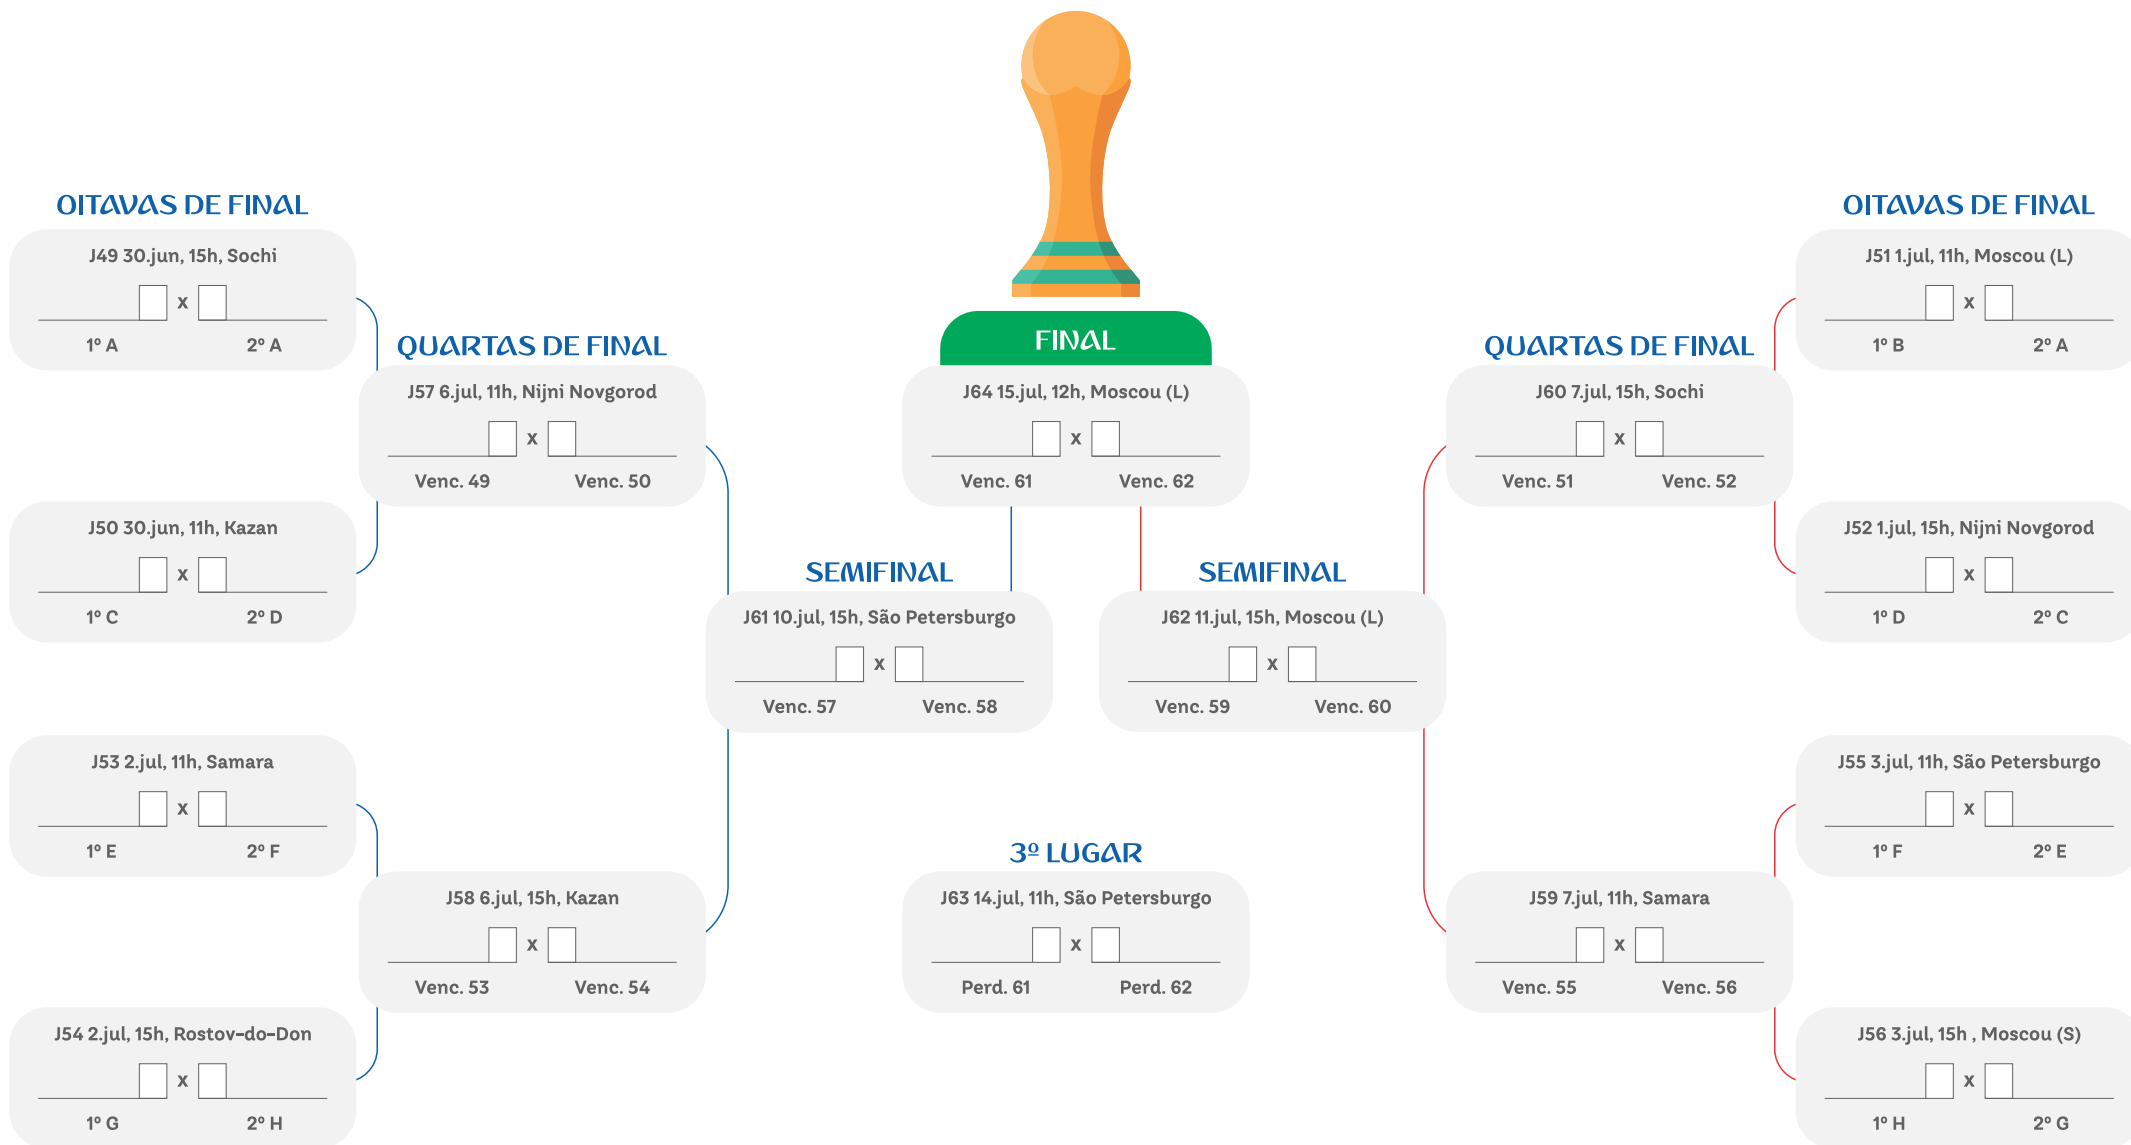 OITAVAS DE FINAL
J49 30.jun, 15h, Sochi
x
1º A 2º A
J50 30.jun, 11h, Kazan
x
1º C 2º D
J53 2.jul, 11h, Samara
x
1º E 2º F
J54 2.jul, 15h, Rostov-do-Don
x
1º G 2º H
QUARTAS DE FINAL
J57 6.jul, 11h, Nijni Novgorod
x
Venc. 49 Venc. 50
J58 6.jul, 15h, Kazan
x
Venc. 53 Venc. 54
SEMIFINAL
J61 10.jul, 15h, São Petersburgo
x
Venc. 57 Venc. 58
FINAL
J64 15.jul, 12h, Moscou (L)
x
Venc. 61 Venc. 62
3º LUGAR
J63 14.jul, 11h, São Petersburgo
x
Perd. 61 Perd. 62
SEMIFINAL
J62 11.jul, 15h, Moscou (L)
x
Venc. 59 Venc. 60
QUARTAS DE FINAL
J60 7.jul, 15h, Sochi
x
Venc. 51 Venc. 52
J59 7.jul, 11h, Samara
x
Venc. 55 Venc. 56
OITAVAS DE FINAL
J51 1.jul, 11h, Moscou (L)
x
1º B 2º A
J52 1.jul, 15h, Nijni Novgorod
x
1º D 2º C
J55 3.jul, 11h, São Petersburgo
x
1º F 2º E
J56 3.jul, 15h , Moscou (S)
x
1º H 2º G